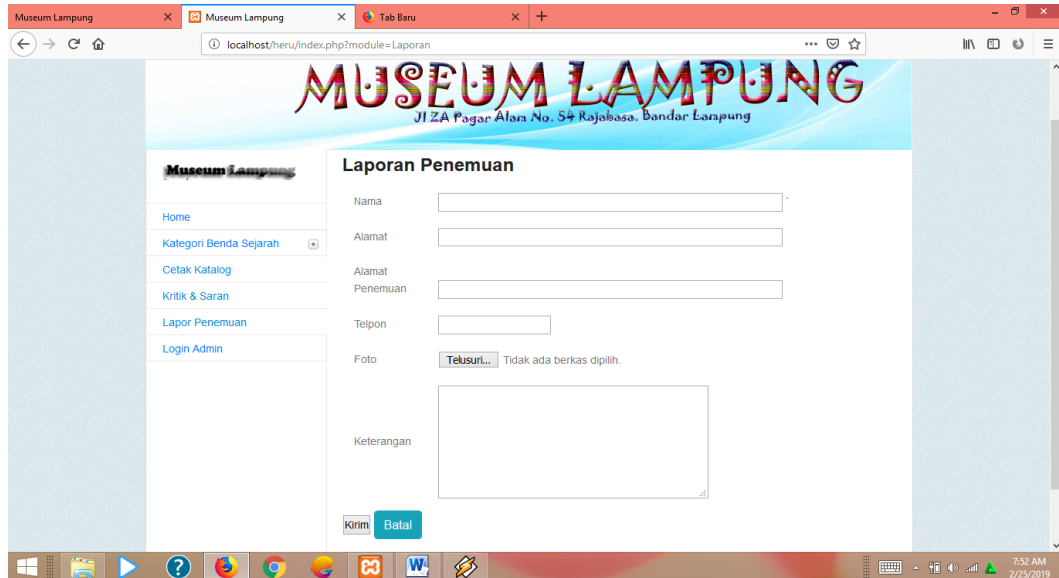 Museum Lampung
Museum Lampung
Tab Baru
localhost/heru/index.php?module=Laporan
MUSEUM LAMPUNG
Jl ZA Pagar Alam No. 54 Rajabasa. Bandar Lampung
Museum Lampung
Home
Kategori Benda Sejarah
Cetak Katalog
Kritik & Saran
Lapor Penemuan
Login Admin
Laporan Penemuan
Nama
Alamat
Alamat
Penemuan
Telpon
Foto
Telusuri... Tidak ada berkas dipilih.
Keterangan
Kirim Batal
7:52 AM
2/25/2019